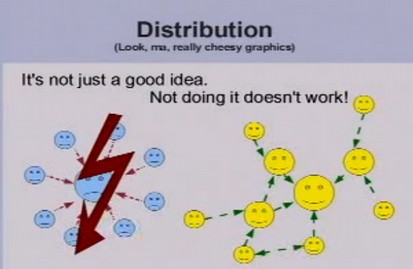 Distribution
(Look, ma, really cheesy graphics)
It's not just a good idea.
Not doing it doesn't work!